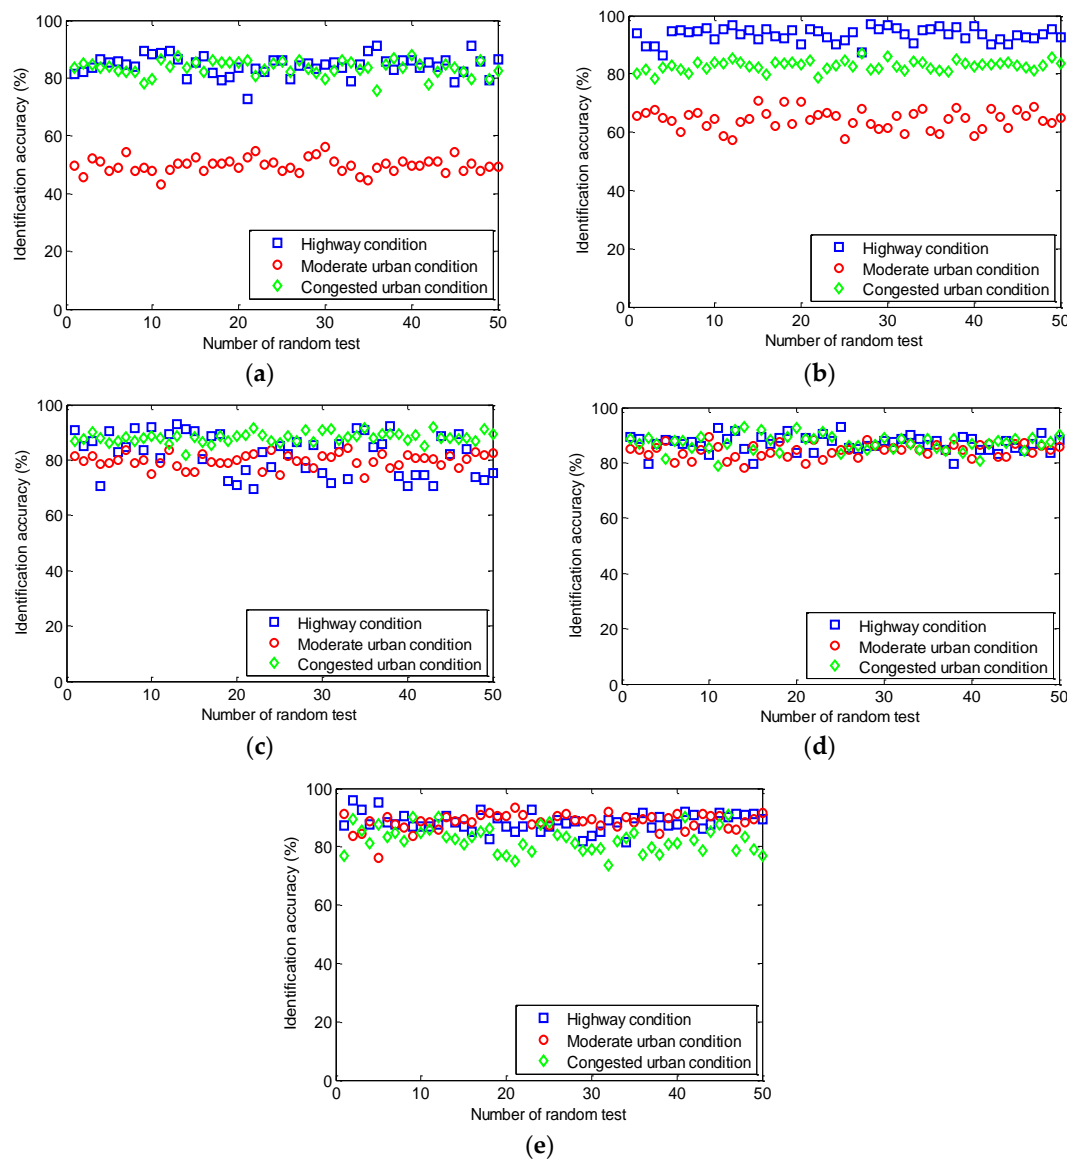 Identification accuracy (%)
100
80
60
40
20
0
Highway condition
Moderate urban condition
Congested urban condition
0 10 20 30 40 50
Number of random test
(a)
Identification accuracy (%)
100
80
60
40
20
0
Highway condition
Moderate urban condition
Congested urban condition
0 10 20 30 40 50
Number of random test
(b)
Identification accuracy (%)
100
80
60
40
20
0
Highway condition
Moderate urban condition
Congested urban condition
0 10 20 30 40 50
Number of random test
(c)
Identification accuracy (%)
100
80
60
40
20
0
Highway condition
Moderate urban condition
Congested urban condition
0 10 20 30 40 50
Number of random test
(d)
Identification accuracy (%)
100
80
60
40
20
0
Highway condition
Moderate urban condition
Congested urban condition
0 10 20 30 40 50
Number of random test
(e)